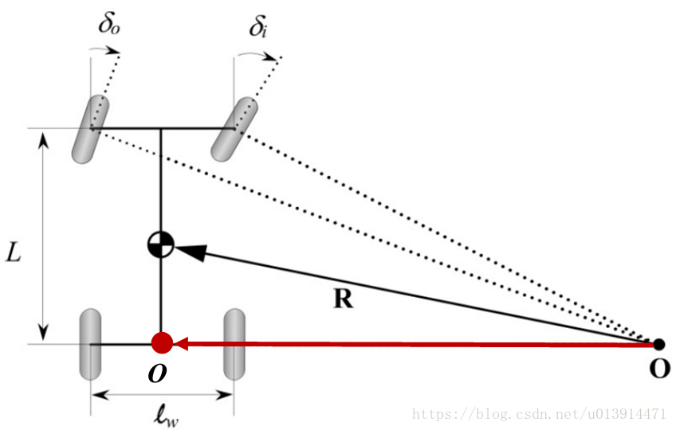 δo δi
L
R
O O
ℓw
https://blog.csdn.net/u013914471